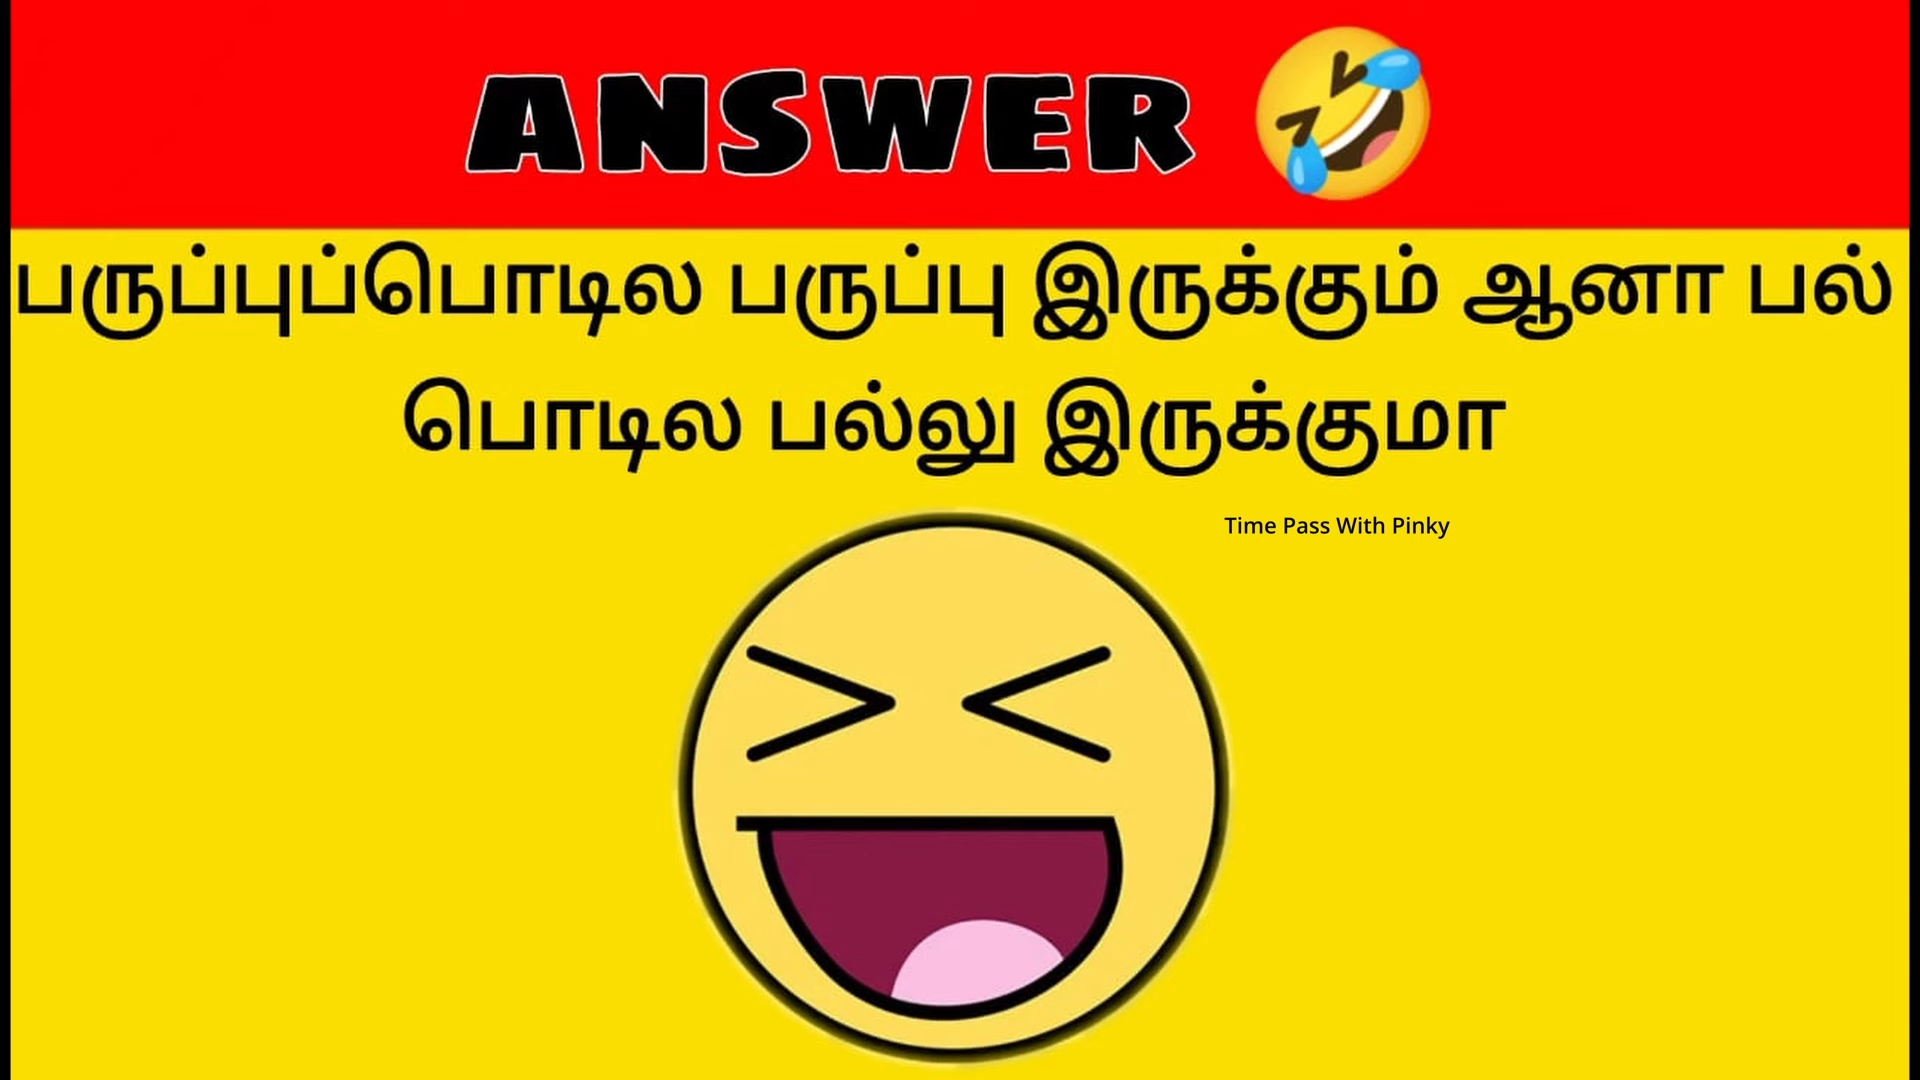 ANSWER 🤣
பருப்புப்பொடில பருப்பு இருக்கும் ஆனா பல்
பொடில பல்லு இருக்குமா
Time Pass With Pinky